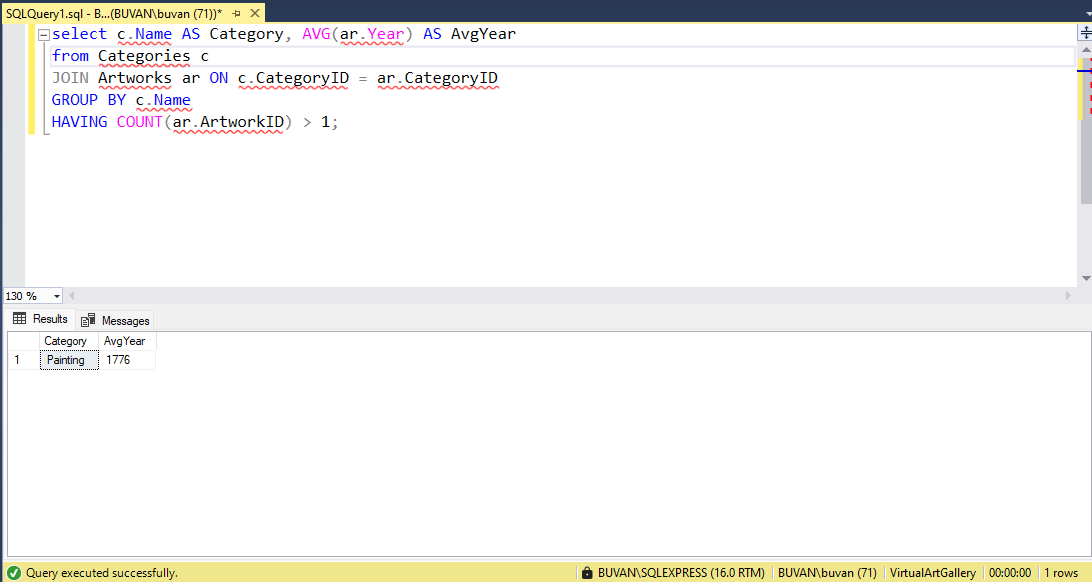 SQLQuery1.sql - B...(BUVAN\buvan (71))*
select c.Name AS Category, AVG(ar.Year) AS AvgYear
from Categories c
JOIN Artworks ar ON c.CategoryID = ar.CategoryID
GROUP BY c.Name
HAVING COUNT(ar.ArtworkID) > 1;
130 %
Results Messages
Category AvgYear
1 Painting 1776
Query executed successfully. BUVAN\SQLEXPRESS (16.0 RTM) BUVAN\buvan (71) VirtualArtGallery 00:00:00 1 rows